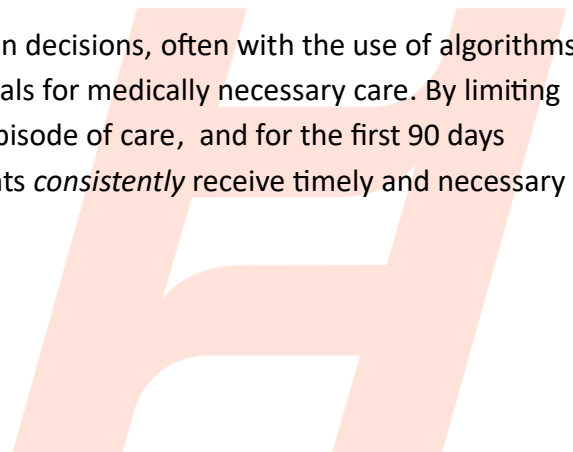 n decisions, often with the use of algorithms
als for medically necessary care. By limiting
pisode of care,  and for the first 90 days
ts consistently receive timely and necessary